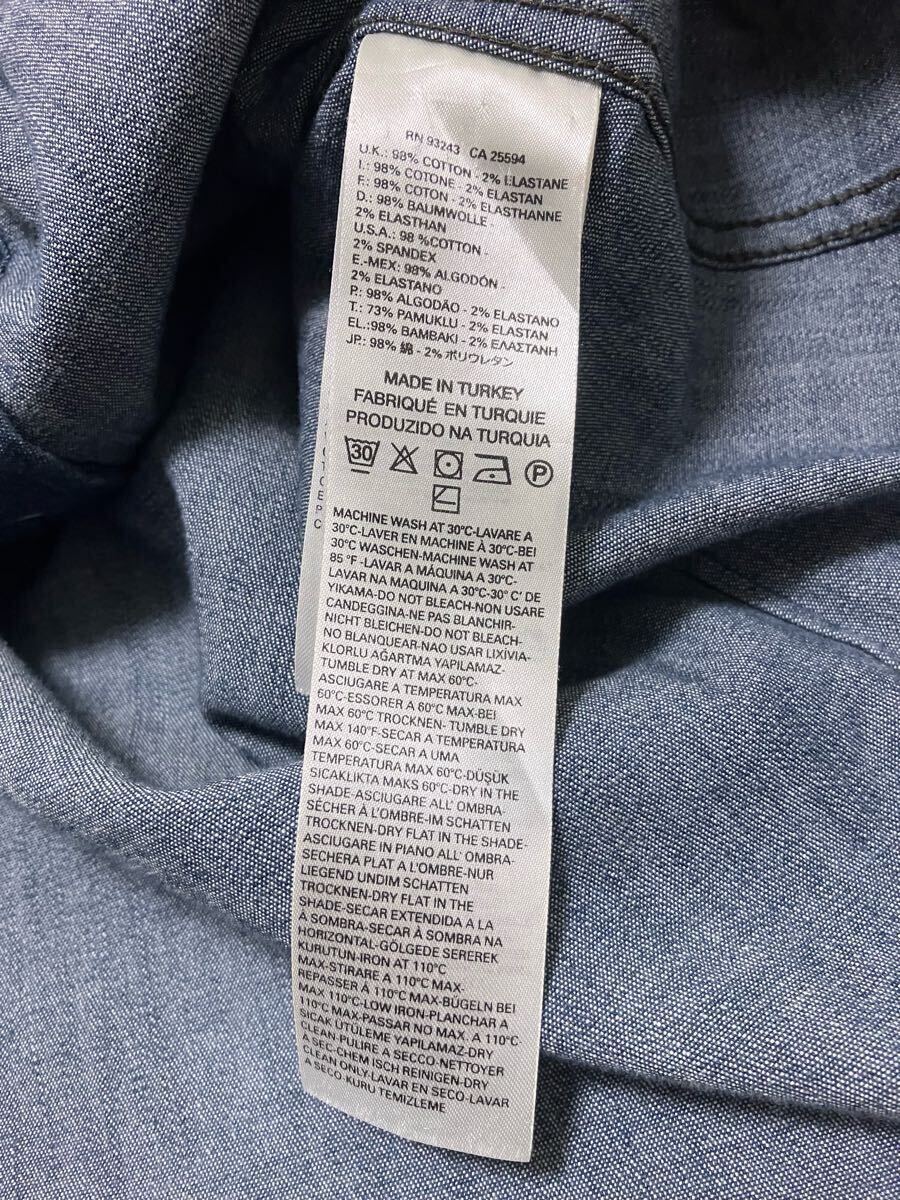 RN 93243 CA 25594
U.K.: 98% COTTON - 2% ELASTANE
I.: 98% COTONE - 2% ELASTAN
F.: 98% COTON - 2% ELASTHANNE
D.: 98% BAUMWOLLE -
2% ELASTHAN
U.S.A.: 98 %COTTON -
2% SPANDEX
E.-MEX: 98% ALGODÓN -
2% ELASTANO
P.: 98% ALGODÃO - 2% ELASTANO
T.: 73% PAMUKLU - 2% ELASTAN
EL.:98% BAMBAKI - 2% ΕΛΑΣΤΑΝΗ
JP.: 98% 綿 - 2% ポリウレタン
MADE IN TURKEY
FABRIQUÉ EN TURQUIE
PRODUZIDO NA TURQUIA
30 P
MACHINE WASH AT 30°C-LAVARE A
30°C-LAVER EN MACHINE À 30°C-BEI
30°C WASCHEN-MACHINE WASH AT
85 °F -LAVAR A MÁQUINA A 30°C-
LAVAR NA MAQUINA A 30°C-30° C' DE
YIKAMA-DO NOT BLEACH-NON USARE
CANDEGGINA-NE PAS BLANCHIR-
NICHT BLEICHEN-DO NOT BLEACH-
NO BLANQUEAR-NAO USAR LIXÍVIA-
KLORLU AĞARTMA YAPILAMAZ-
TUMBLE DRY AT MAX 60°C-
ASCIUGARE A TEMPERATURA MAX
60°C-ESSORER A 60°C MAX-BEI
MAX 60°C TROCKNEN- TUMBLE DRY
MAX 140°F-SECAR A TEMPERATURA
MAX 60°C-SECAR A UMA
TEMPERATURA MAX 60°C-DÜŞÜK
SICAKLIKTA MAKS 60°C-DRY IN THE
SHADE-ASCIUGARE ALL' OMBRA-
SÉCHER À L'OMBRE-IM SCHATTEN
TROCKNEN-DRY FLAT IN THE SHADE-
ASCIUGARE IN PIANO ALL' OMBRA-
SECHERA PLAT A L'OMBRE-NUR
LIEGEND UNDIM SCHATTEN
TROCKNEN-DRY FLAT IN THE
SHADE-SECAR EXTENDIDA A LA
À SOMBRA-SECAR À SOMBRA NA
HORIZONTAL-GÖLGEDE SEREREK
KURUTUN-IRON AT 110°C
MAX-STIRARE A 110°C MAX-
REPASSER À 110°C MAX-BÜGELN BEI
MAX 110°C-LOW IRON-PLANCHAR A
110°C MAX-PASSAR NO MAX. A 110°C-
SICAK ÜTÜLEME YAPILAMAZ-DRY
CLEAN-PULIRE A SECCO-NETTOYER
A SEC-CHEM ISCH REINIGEN-DRY
CLEAN ONLY-LAVAR EN SECO-LAVAR
A SECO-KURU TEMIZLEME